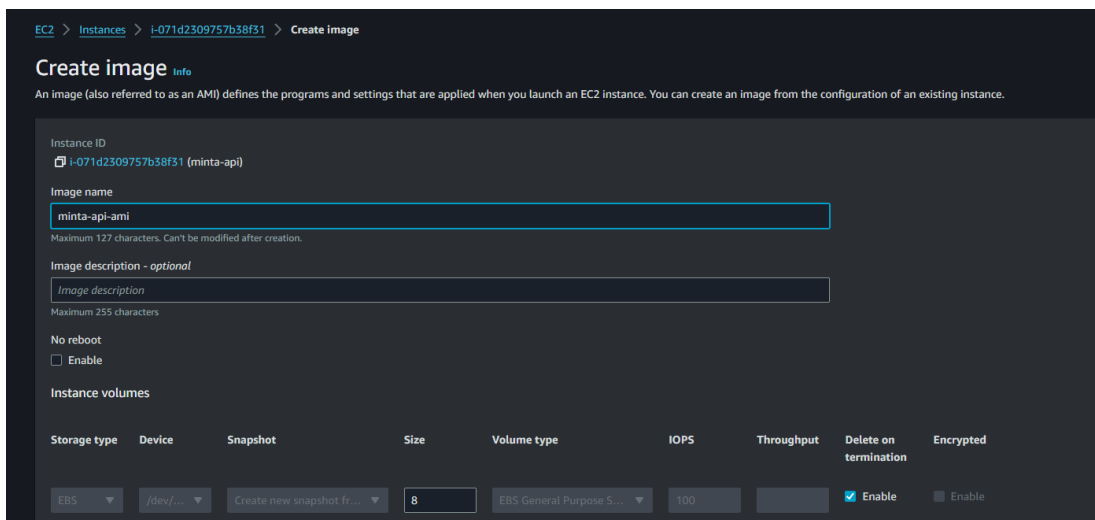 EC2 > Instances > i-071d2309757b38f31 > Create image
Create image Info
An image (also referred to as an AMI) defines the programs and settings that are applied when you launch an EC2 instance. You can create an image from the configuration of an existing instance.
Instance ID
i-071d2309757b38f31 (minta-api)
Image name
minta-api-ami
Maximum 127 characters. Can't be modified after creation.
Image description - optional
Image description
Maximum 255 characters
No reboot
Enable
Instance volumes
Storage type Device Snapshot Size Volume type IOPS Throughput Delete on termination Encrypted
EBS /dev/... Create new snapshot fr... 8 EBS General Purpose S... 100 Enable Enable